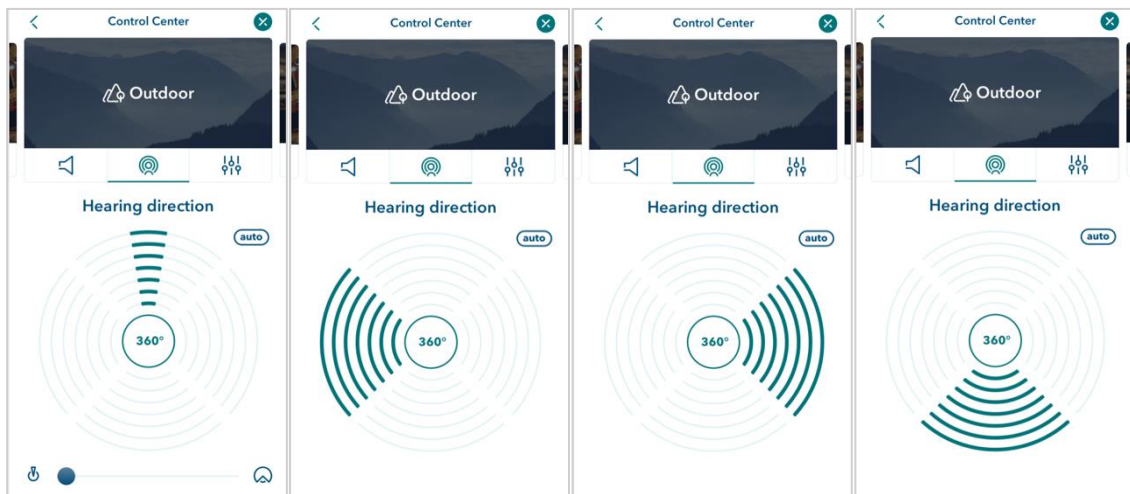 Control Center
Outdoor
Hearing direction
auto
360°
Control Center
Outdoor
Hearing direction
auto
360°
Control Center
Outdoor
Hearing direction
auto
360°
Control Center
Outdoor
Hearing direction
auto
360°